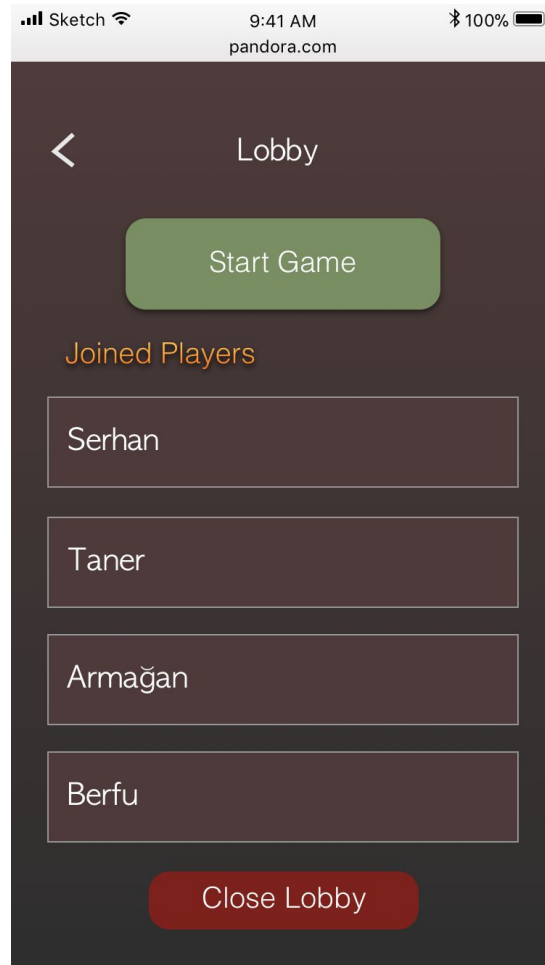 Sketch 9:41 AM 100%
pandora.com
Lobby
Start Game
Joined Players
Serhan
Taner
Armağan
Berfu
Close Lobby